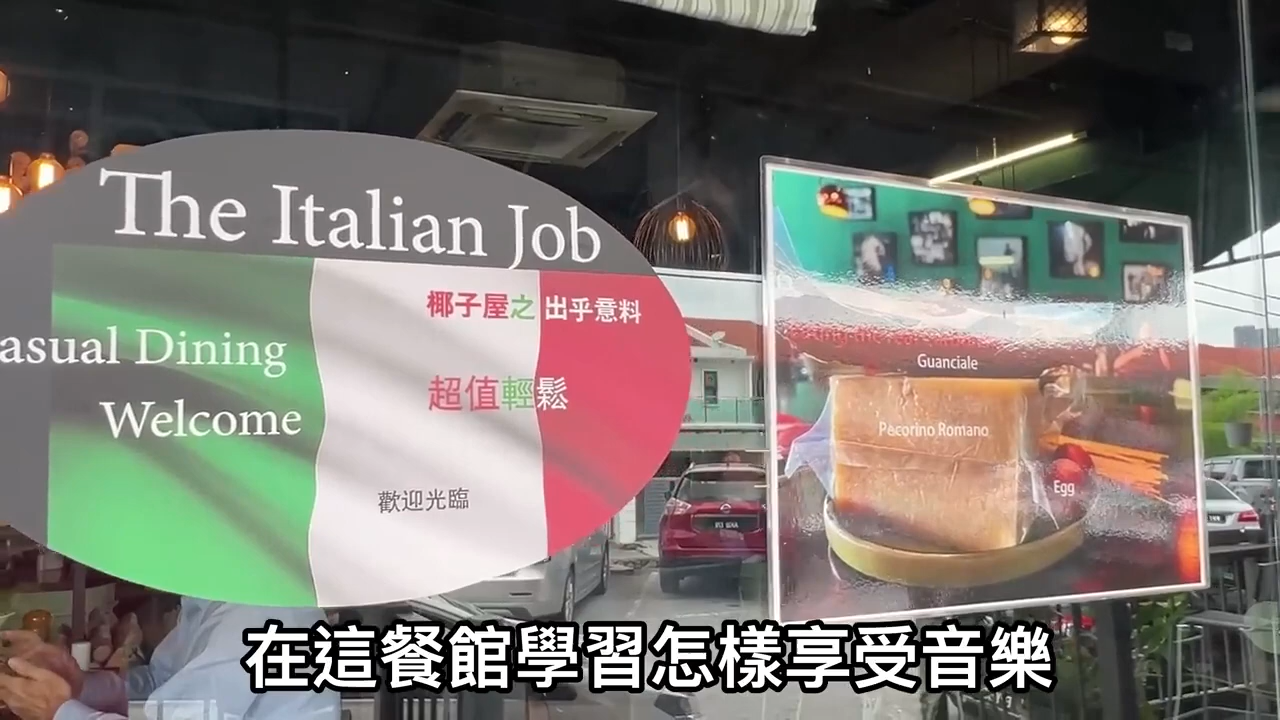 The Italian Job
椰子屋之 出乎意料
asual Dining
超值輕鬆
Welcome
歡迎光臨
Guanciale
Pecorino Romano
Egg
在這餐館學習怎樣享受音樂